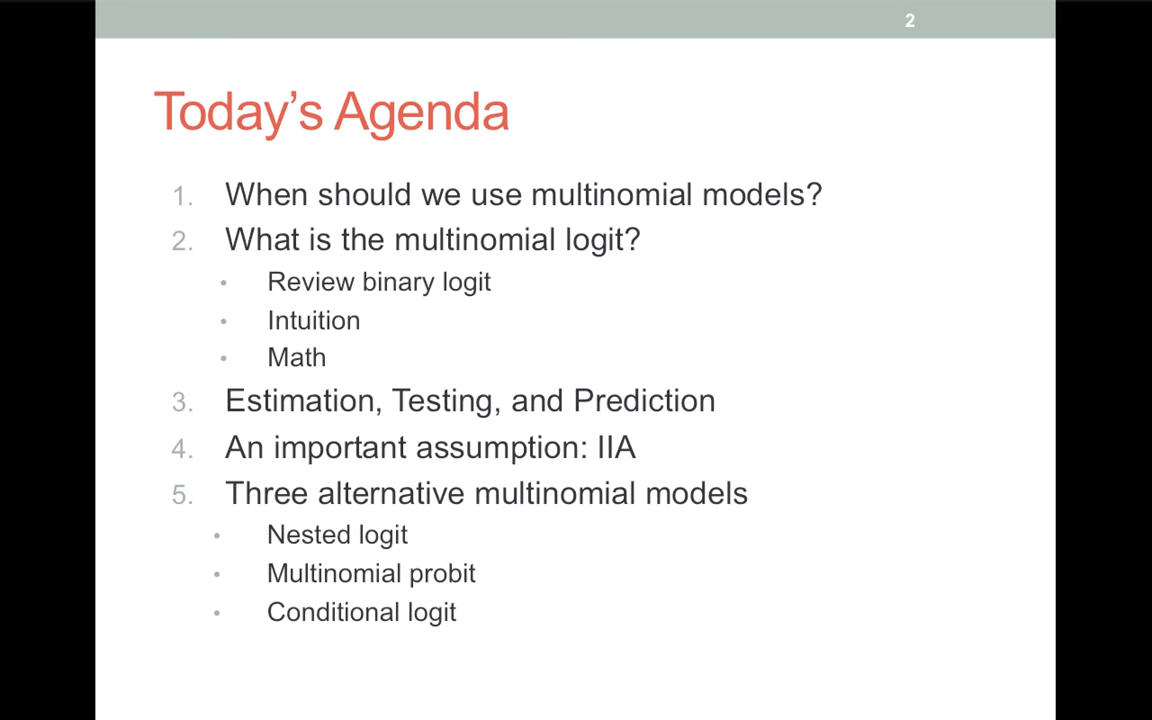 2
Today’s Agenda
1. When should we use multinomial models?
2. What is the multinomial logit?
• Review binary logit
• Intuition
• Math
3. Estimation, Testing, and Prediction
4. An important assumption: IIA
5. Three alternative multinomial models
• Nested logit
• Multinomial probit
• Conditional logit